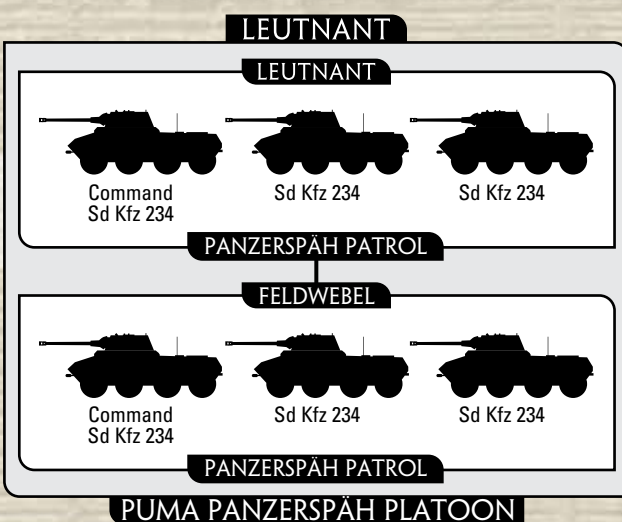 LEUTNANT
LEUTNANT
Command
Sd Kfz 234
Sd Kfz 234
Sd Kfz 234
PANZERSPÄH PATROL
FELDWEBEL
Command
Sd Kfz 234
Sd Kfz 234
Sd Kfz 234
PANZERSPÄH PATROL
PUMA PANZERSPÄH PLATOON